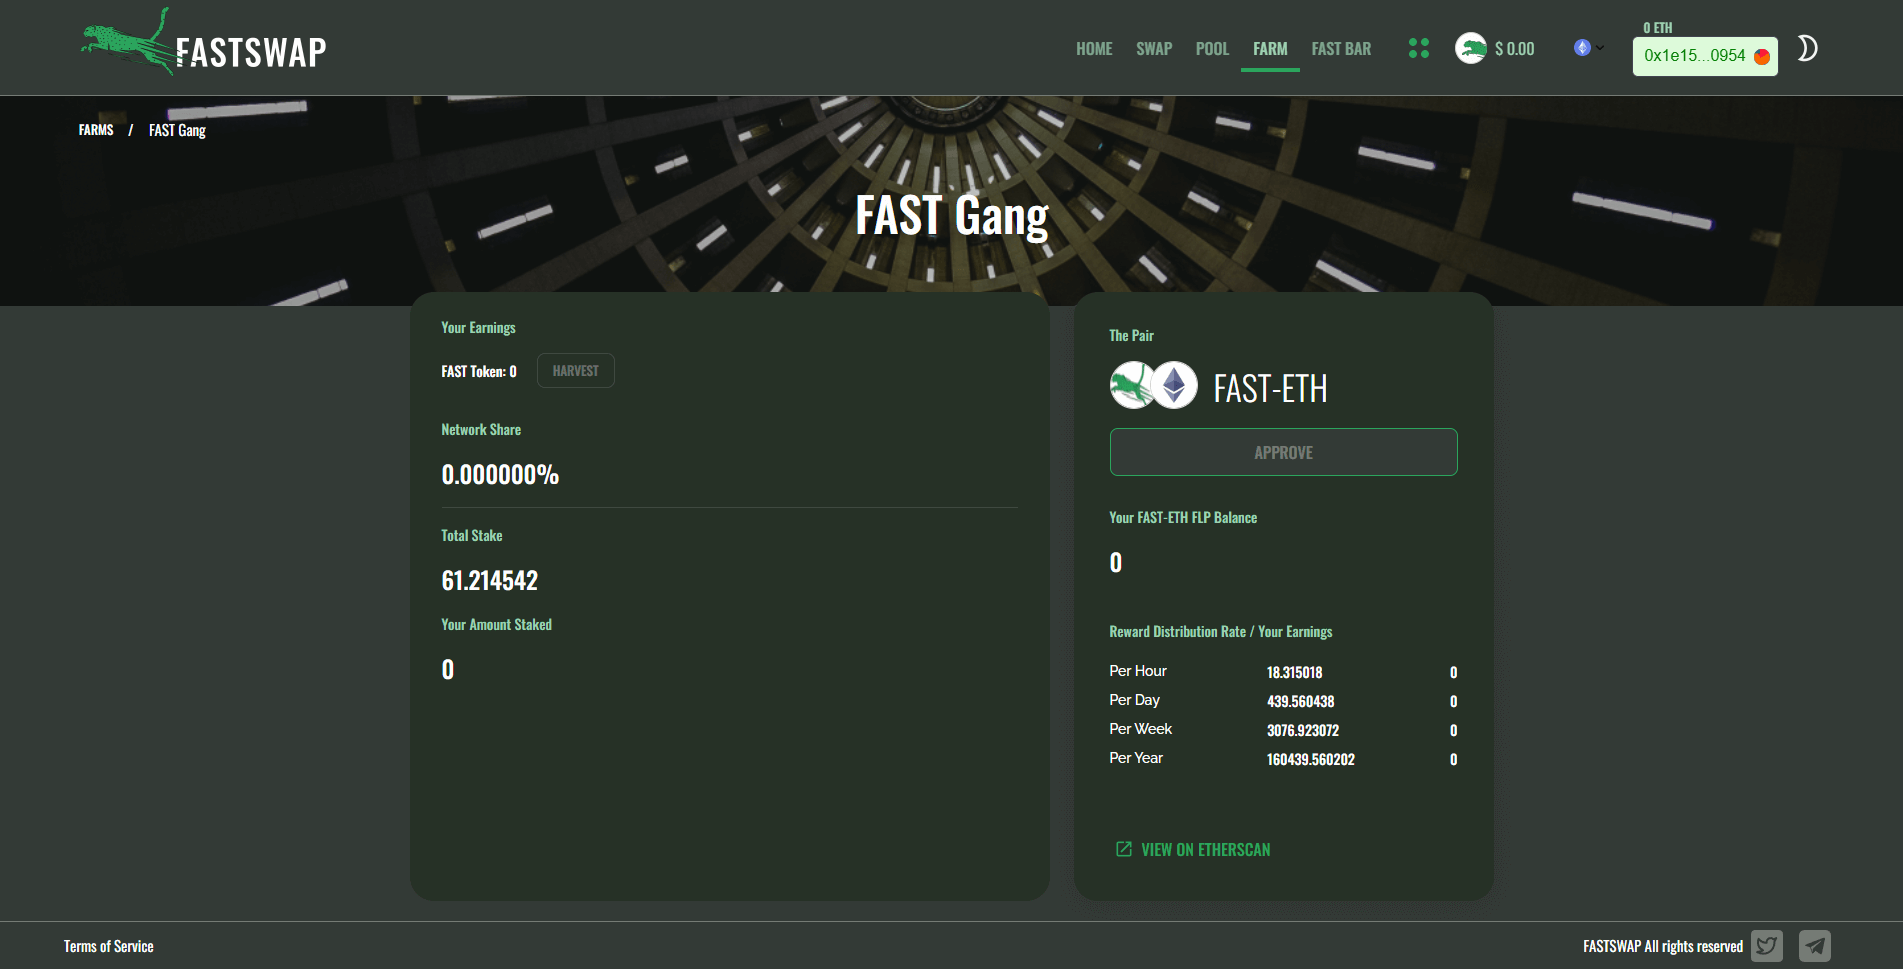 FASTSWAP
HOME SWAP POOL FARM FAST BAR
$ 0.00
0 ETH
0x1e15...0954
FARMS / FAST Gang
FAST Gang
Your Earnings
FAST Token: 0 HARVEST
Network Share
0.000000%
Total Stake
61.214542
Your Amount Staked
0
The Pair
FAST-ETH
APPROVE
Your FAST-ETH FLP Balance
0
Reward Distribution Rate / Your Earnings
Per Hour 18.315018 0
Per Day 439.560438 0
Per Week 3076.923072 0
Per Year 160439.560202 0
VIEW ON ETHERSCAN
Terms of Service
FASTSWAP All rights reserved